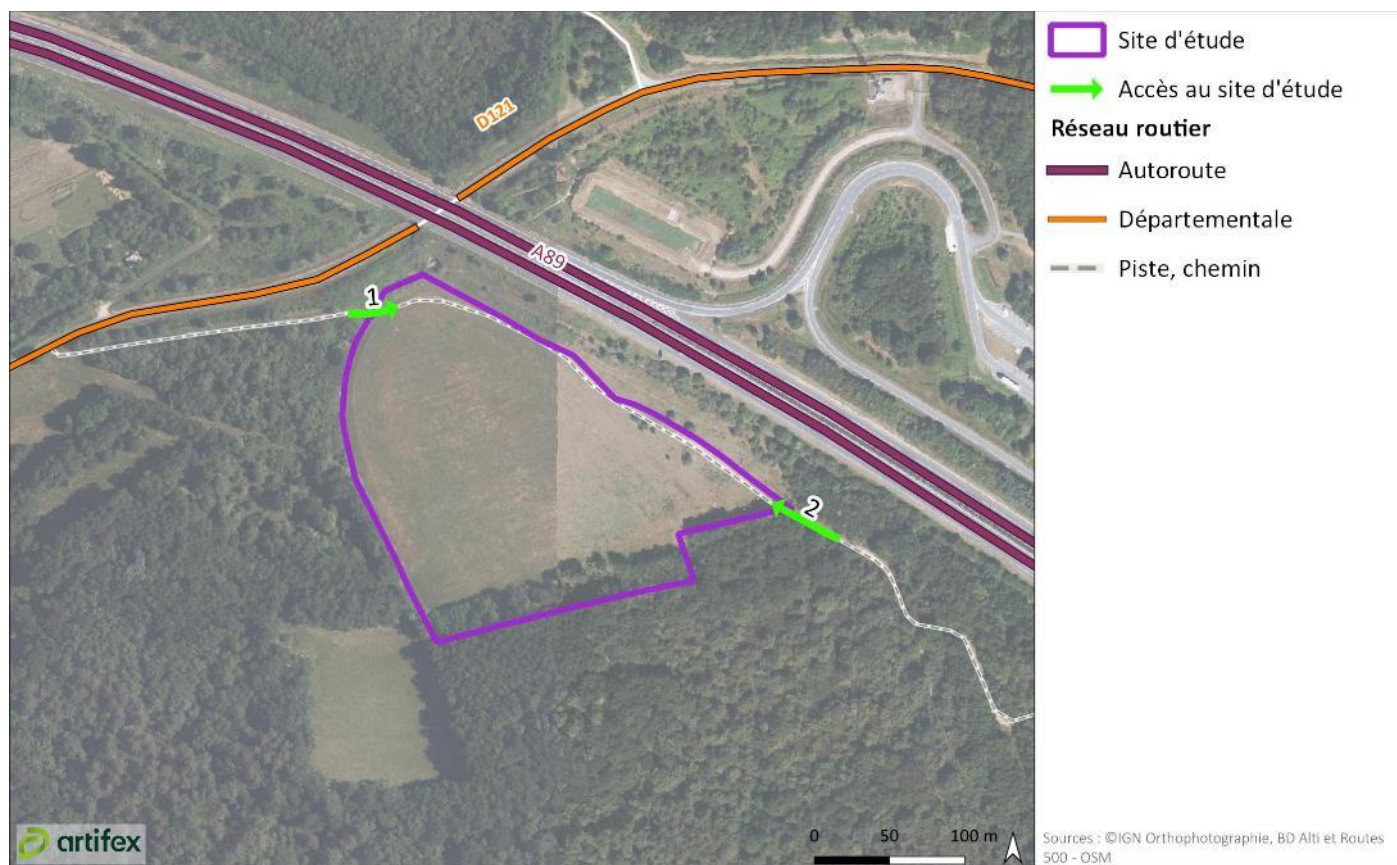 D121
A89
1
2
artifex
0 50 100 m
Site d'étude
Accès au site d'étude
Réseau routier
Autoroute
Départementale
Piste, chemin
Sources : ©IGN Orthophotographie, BD Alti et Routes
500 - OSM